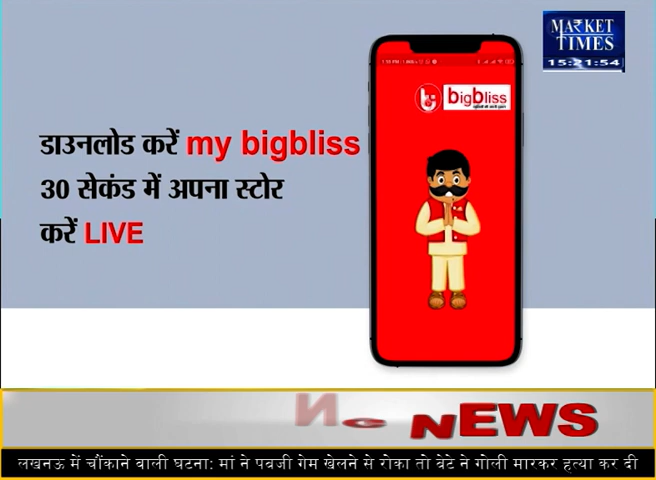 MARKET
TIMES
15:21:54
bigbliss
डाउनलोड करें my bigbliss
30 सेकंड में अपना स्टोर
करें LIVE
NG NEWS
लखनऊ में चौंकाने वाली घटना: मां ने पबजी गेम खेलने से रोका तो बेटे ने गोली मारकर हत्या कर दी